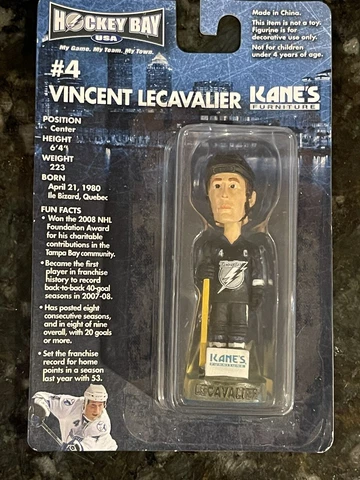 HOCKEY BAY
USA
My Game. My Team. My Town.
Made in China.
This item is not a toy.
Figurine is for
decorative use only.
Not for children
under 4 years of age.
#4
VINCENT LECAVALIER
KANE'S
FURNITURE
POSITION
Center
HEIGHT
6'4"
WEIGHT
223
BORN
April 21, 1980
Ile Bizard, Quebec
FUN FACTS
• Won the 2008 NHL
Foundation Award
for his charitable
contributions in the
Tampa Bay community.
• Became the first
player in franchise
history to record
back-to-back 40-goal
seasons in 2007-08.
• Has posted eight
consecutive seasons,
and in eight of nine
overall, with 20 goals
or more.
• Set the franchise
record for home
points in a season
last year with 53.
4
C
KANE'S
FURNITURE
LECAVALIER